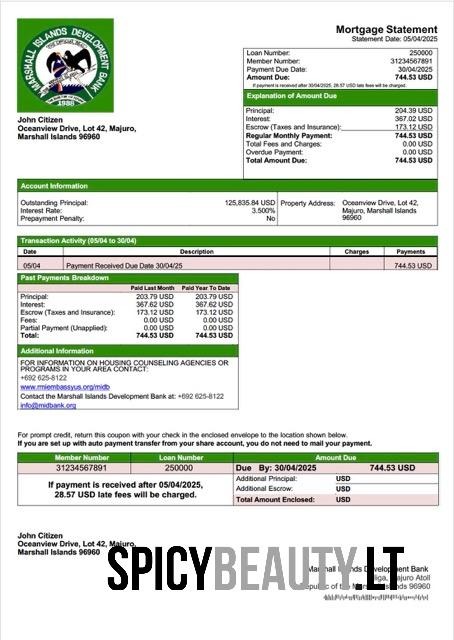 MARSHALL ISLANDS DEVELOPMENT BANK
1988
Mortgage Statement
Statement Date: 05/04/2025
Loan Number: 250000
Member Number: 31234567891
Payment Due Date: 30/04/2025
Amount Due: 744.53 USD
If payment is received after 30/04/2025, 28.57 USD late fees will be charged.
Explanation of Amount Due
Principal: 204.39 USD
Interest: 367.02 USD
Escrow (Taxes and Insurance): 173.12 USD
Regular Monthly Payment: 744.53 USD
Total Fees and Charges: 0.00 USD
Overdue Payment: 0.00 USD
Total Amount Due: 744.53 USD
John Citizen
Oceanview Drive, Lot 42, Majuro,
Marshall Islands 96960
Account Information
Outstanding Principal: 125,835.84 USD
Interest Rate: 3.500%
Prepayment Penalty: No
Property Address: Oceanview Drive, Lot 42,
Majuro, Marshall Islands
96960
Transaction Activity (05/04 to 30/04)
Date Description Charges Payments
05/04 Payment Received Due Date 30/04/25 744.53 USD
Past Payments Breakdown
Paid Last Month Paid Year To Date
Principal: 203.79 USD 203.79 USD
Interest: 367.62 USD 367.62 USD
Escrow (Taxes and Insurance): 173.12 USD 173.12 USD
Fees: 0.00 USD 0.00 USD
Partial Payment (Unapplied): 0.00 USD 0.00 USD
Total: 744.53 USD 744.53 USD
Additional Information
FOR INFORMATION ON HOUSING COUNSELING AGENCIES OR
PROGRAMS IN YOUR AREA CONTACT:
+692 625-8122
www.rmiembassyus.org/midb
Contact the Marshall Islands Development Bank at: +692 625-8122
info@midbank.org
For prompt credit, return this coupon with your check in the enclosed envelope to the location shown below.
If you are set up with auto payment transfer from your share account, you do not need to mail your payment.
Member Number Loan Number Amount Due
31234567891 250000 Due By: 30/04/2025 744.53 USD
If payment is received after 05/04/2025,
28.57 USD late fees will be charged.
Additional Principal: USD
Additional Escrow: USD
Total Amount Enclosed: USD
John Citizen
Oceanview Drive, Lot 42, Majuro,
Marshall Islands 96960
SPICYBEAUTY.LT
Marshall Islands Development Bank
Majuro Atoll
Republic of the Marshall Islands 96960